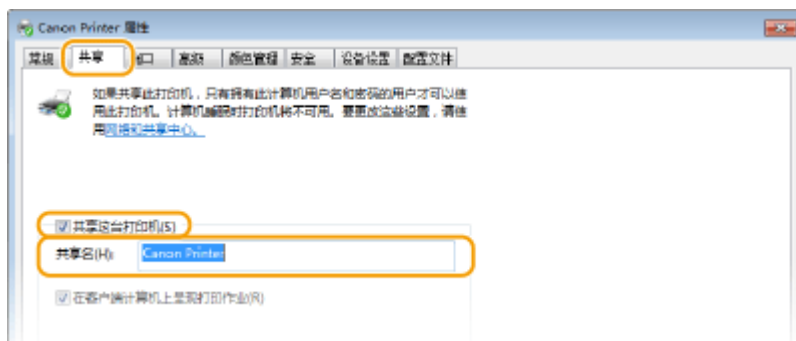 Canon Printer 属性
常规 共享 端口 高级 颜色管理 安全 设备设置 配置文件
如果共享此打印机，只有拥有此计算机用户名和密码的用户才可以使
用此打印机。计算机睡眠时打印机将不可用。要更改这些设置，请使
用网络和共享中心。
共享这台打印机(S)
共享名(H): Canon Printer
在客户端计算机上呈现打印作业(R)